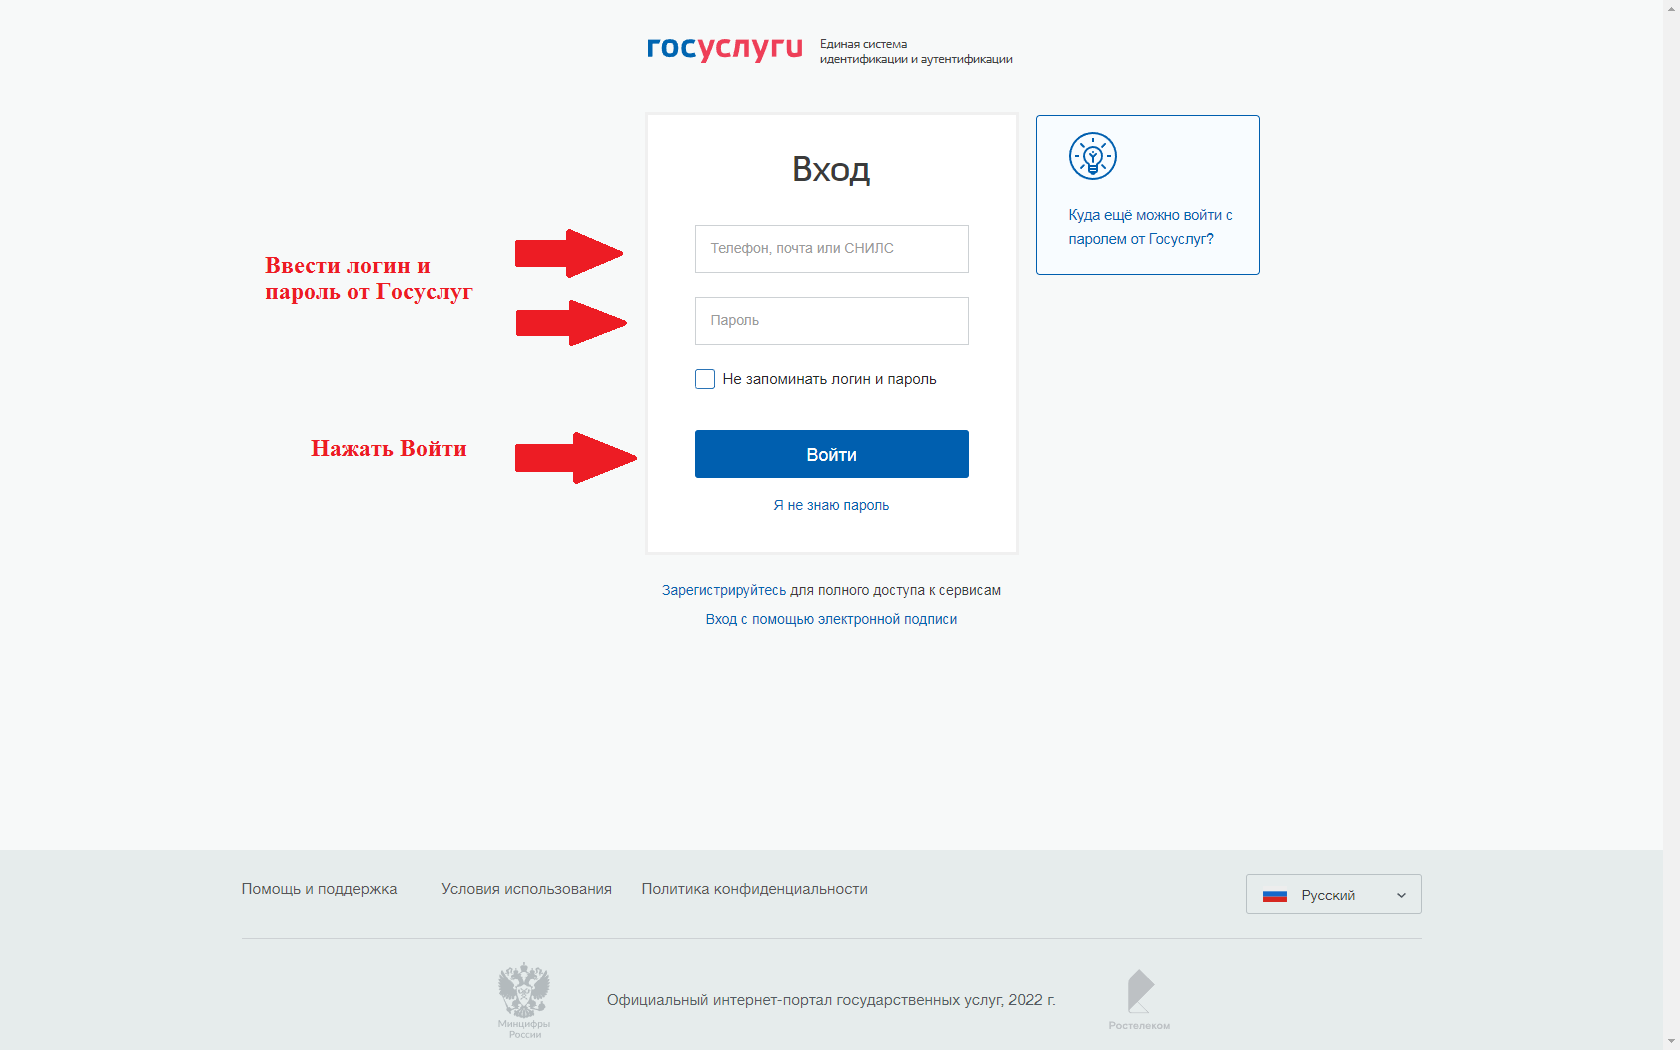 госуслуги
Единая система
идентификации и аутентификации
Вход
Телефон, почта или СНИЛС
Пароль
Не запоминать логин и пароль
Войти
Я не знаю пароль
Куда ещё можно войти с
паролем от Госуслуг?
Ввести логин и
пароль от Госуслуг
Нажать Войти
Зарегистрируйтесь для полного доступа к сервисам
Вход с помощью электронной подписи
Помощь и поддержка
Условия использования
Политика конфиденциальности
Русский
Минцифры
России
Официальный интернет-портал государственных услуг, 2022 г.
Ростелеком